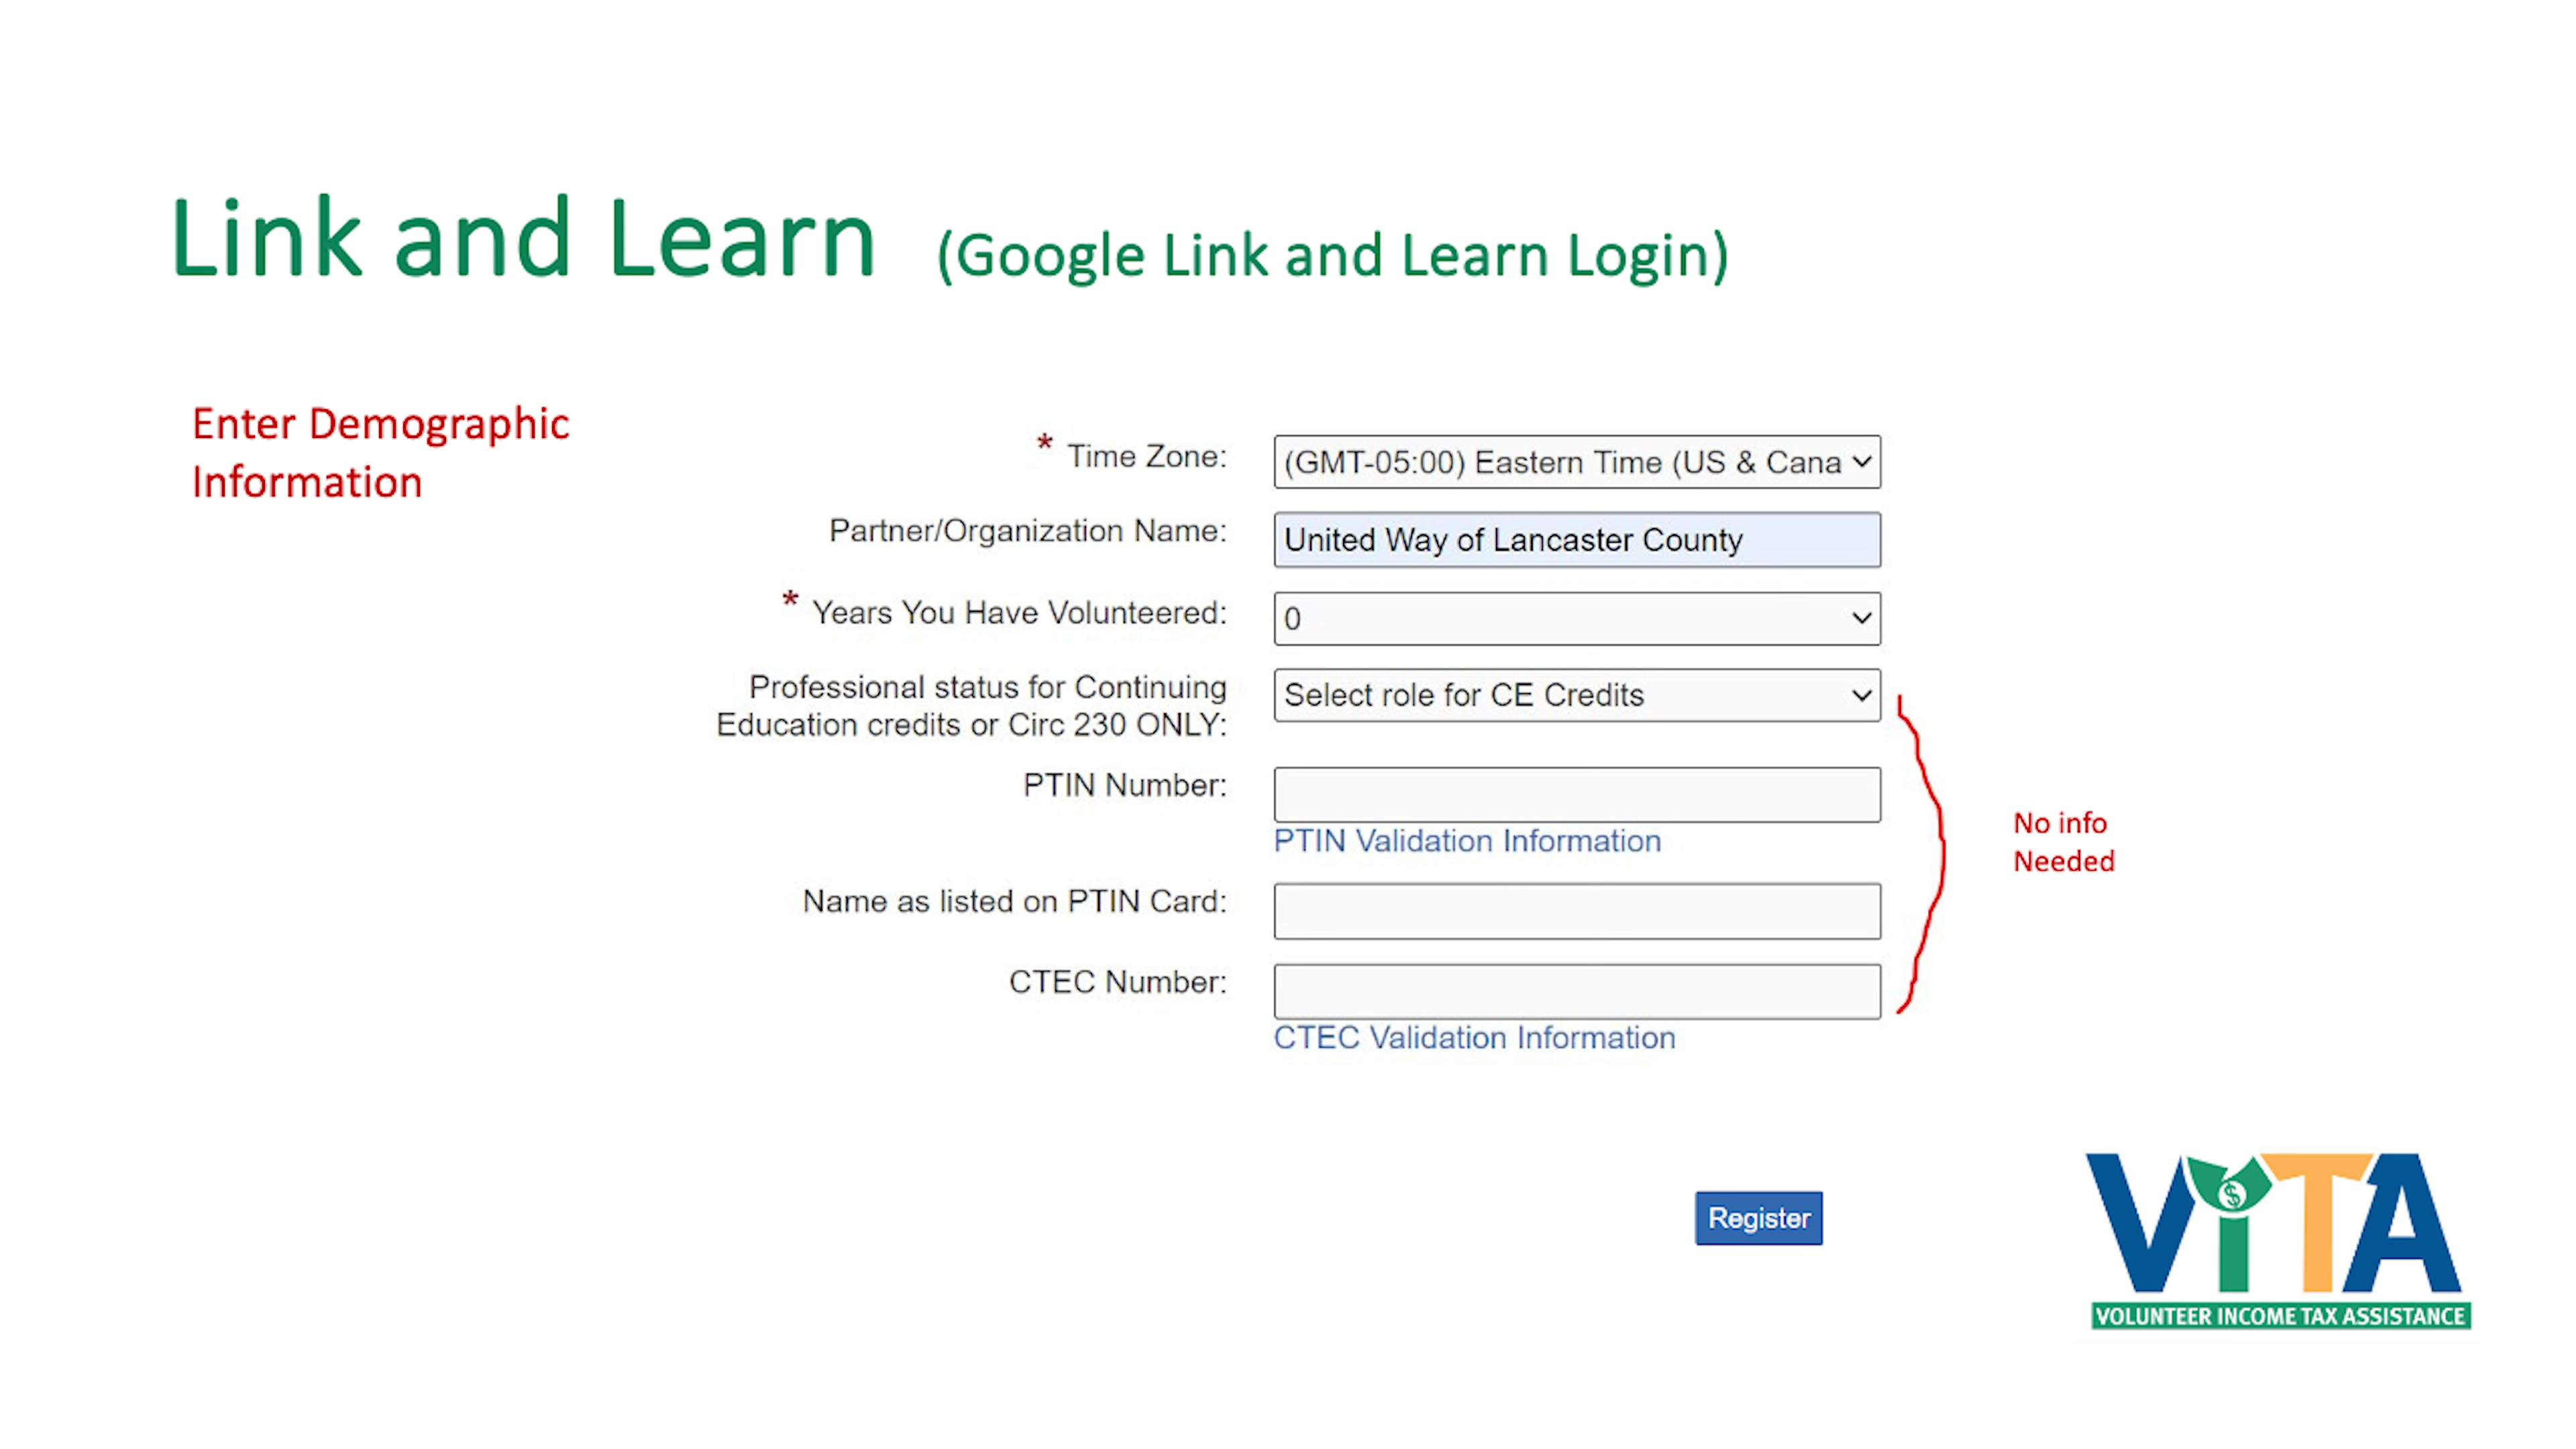 Link and Learn (Google Link and Learn Login)
Enter Demographic
Information
* Time Zone: (GMT-05:00) Eastern Time (US & Cana
Partner/Organization Name: United Way of Lancaster County
* Years You Have Volunteered: 0
Professional status for Continuing
Education credits or Circ 230 ONLY: Select role for CE Credits
PTIN Number:
PTIN Validation Information
Name as listed on PTIN Card:
CTEC Number:
CTEC Validation Information
No info
Needed
Register
VITA
VOLUNTEER INCOME TAX ASSISTANCE